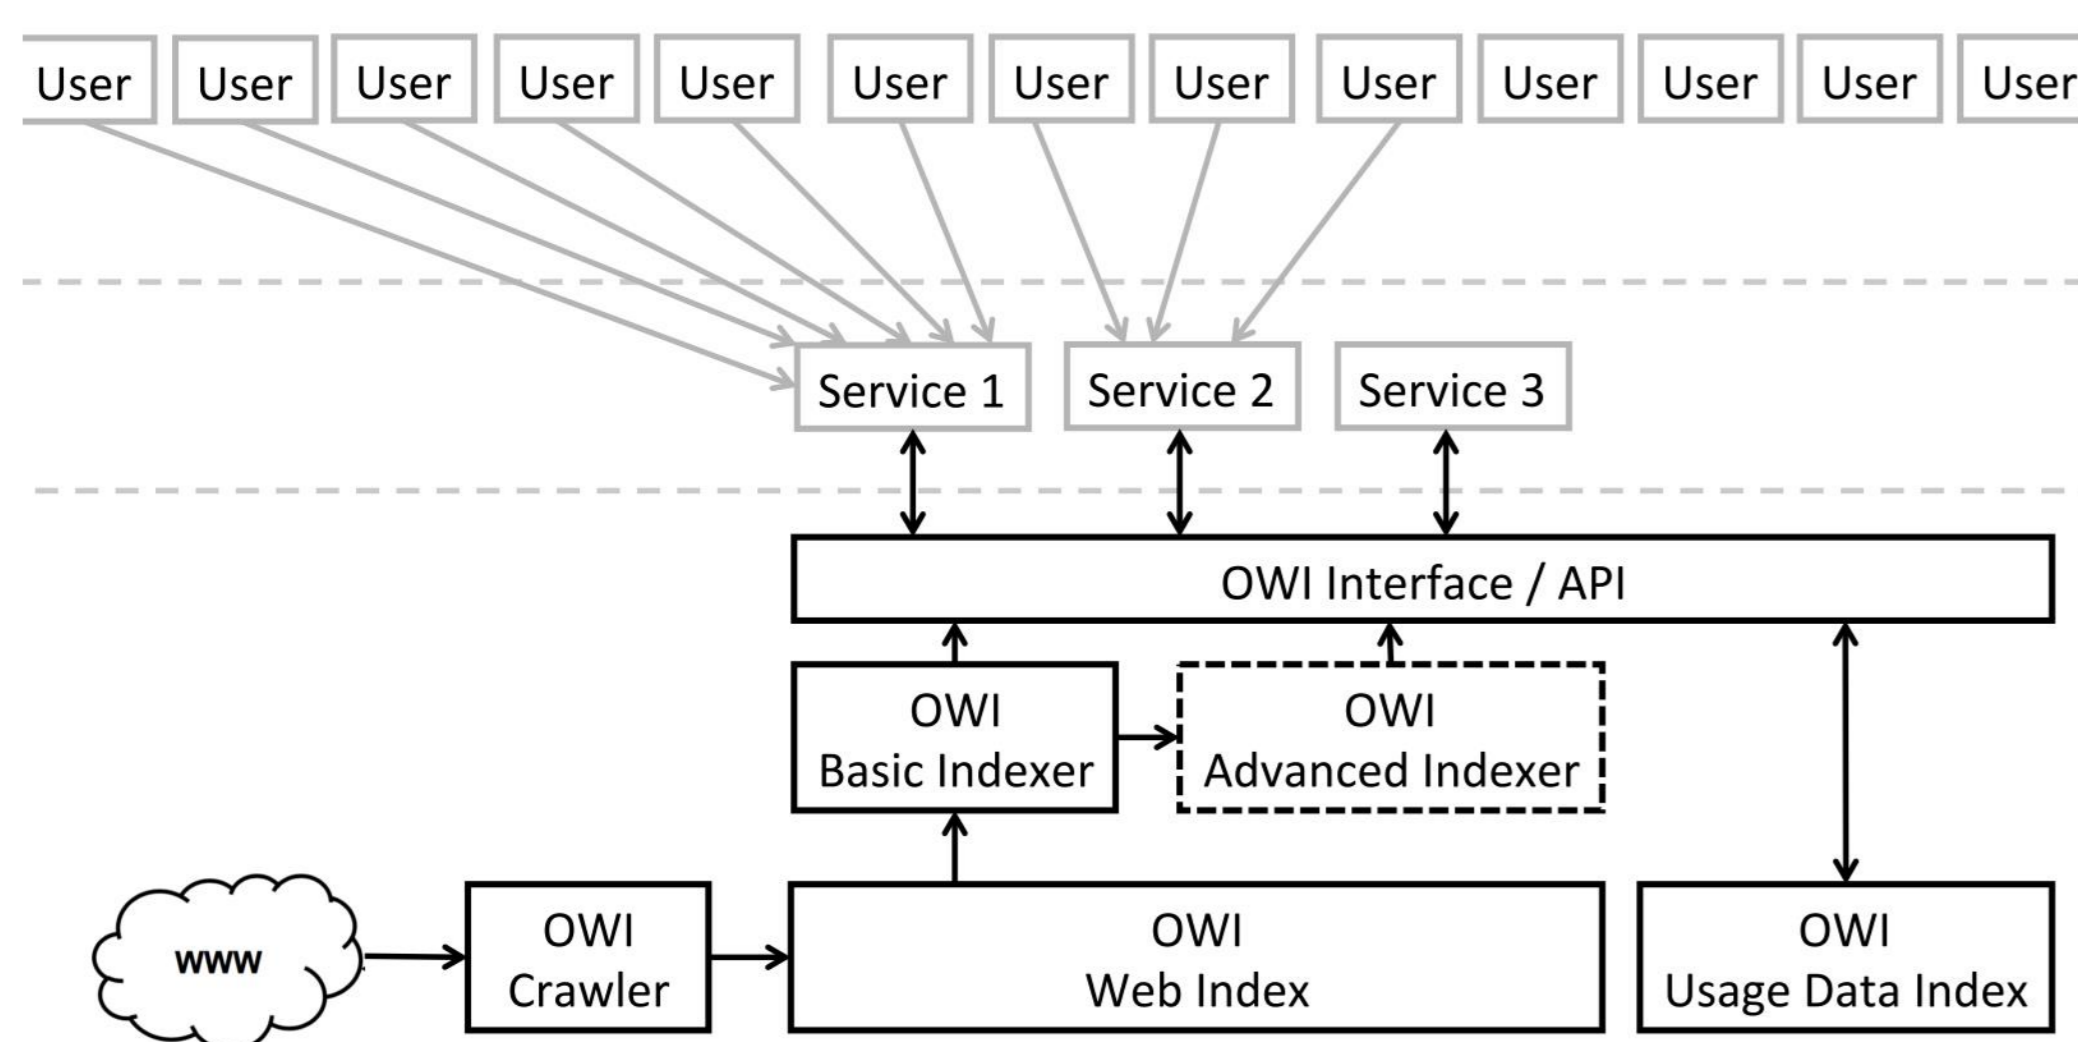 User User User User User User User User User User User User User
Service 1 Service 2 Service 3
OWI Interface / API
OWI
Basic Indexer
OWI
Advanced Indexer
www
OWI
Crawler
OWI
Web Index
OWI
Usage Data Index